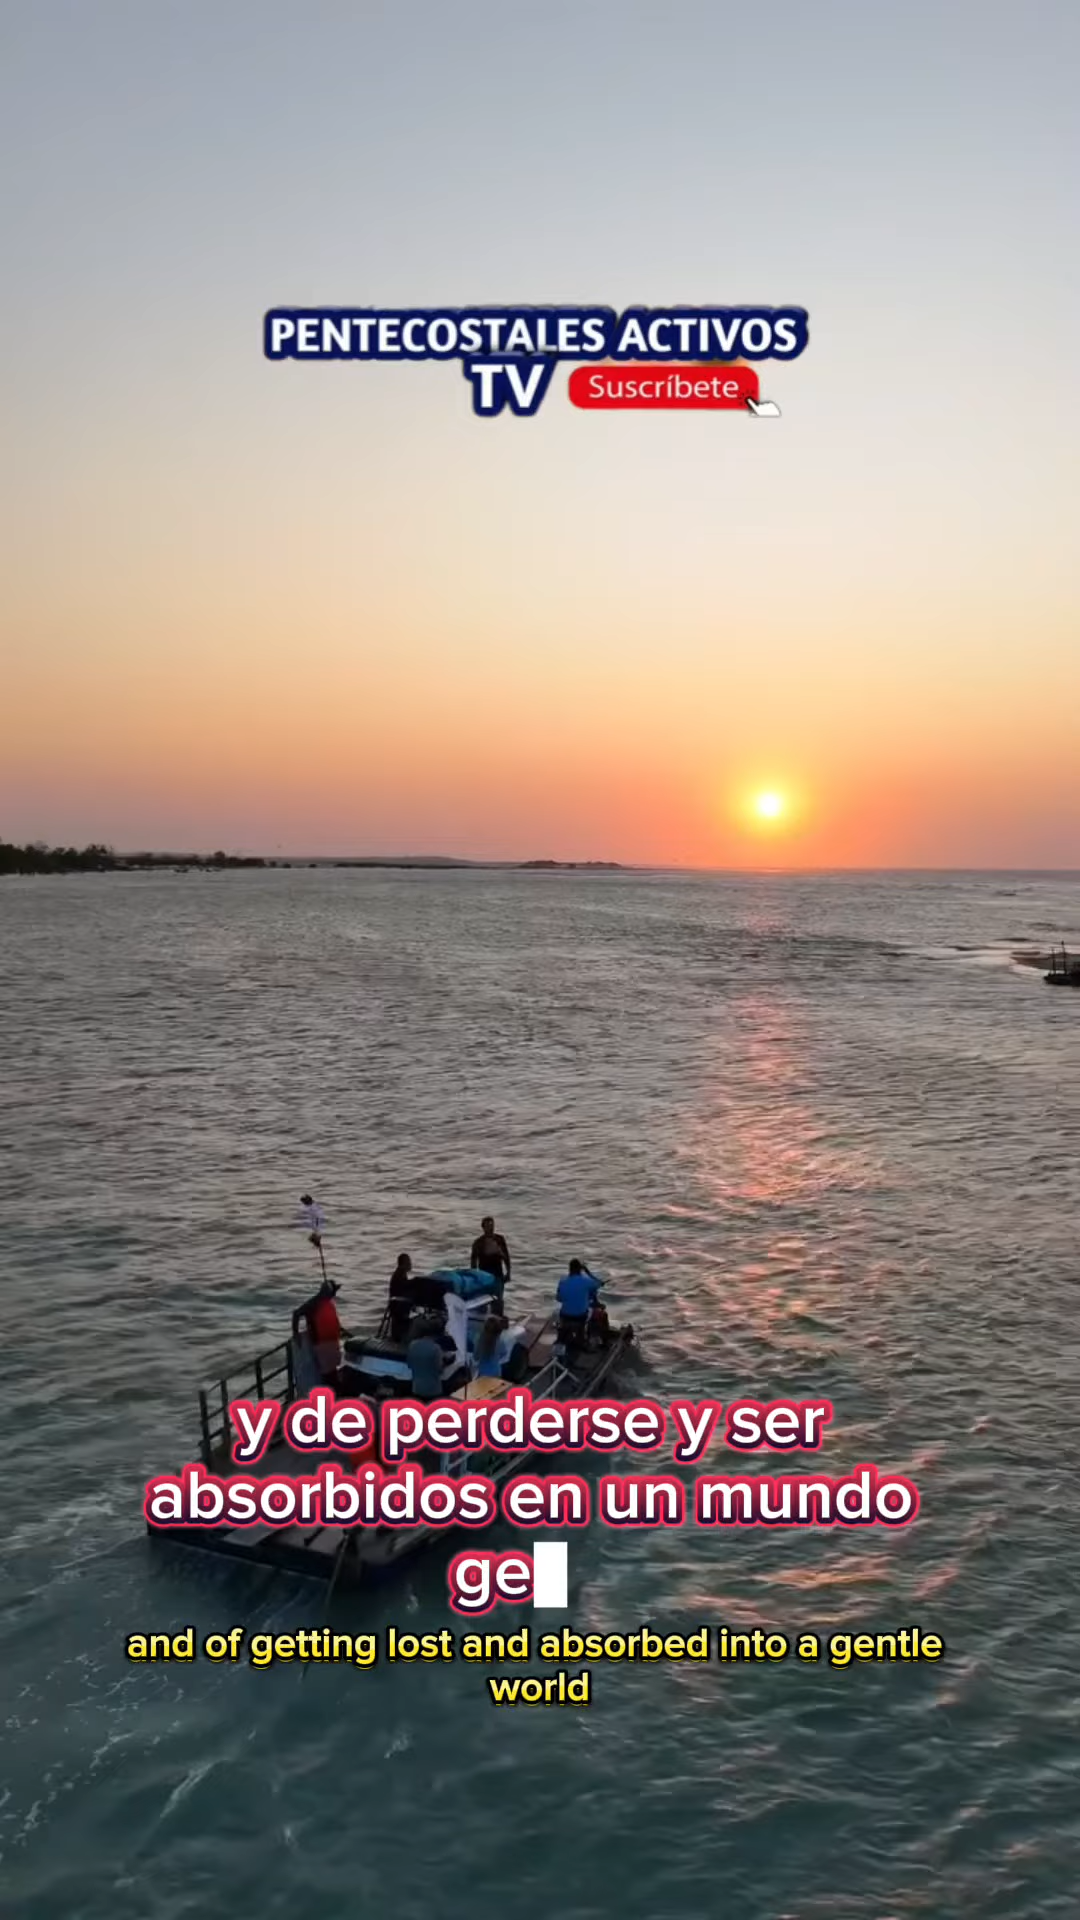 PENTECOSTALES ACTIVOS
TV Suscríbete
y de perderse y ser
absorbidos en un mundo
ge
and of getting lost and absorbed into a gentle
world